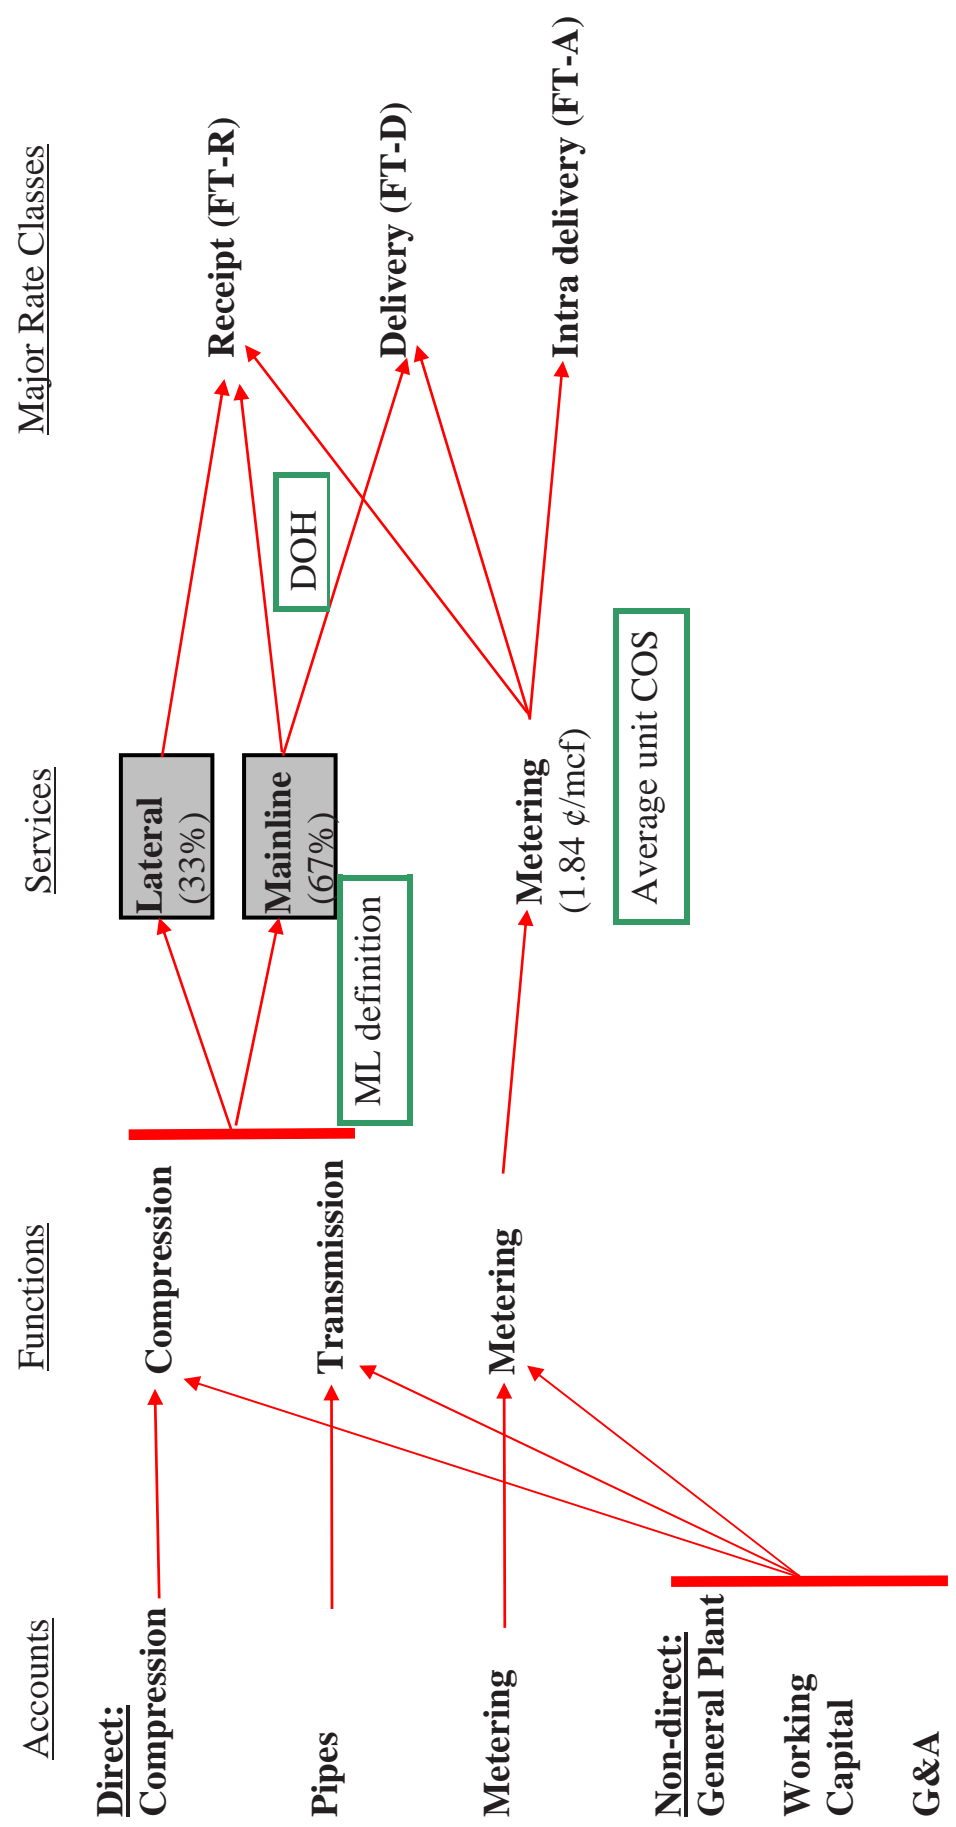 Accounts
Functions
Services
Major Rate Classes
Direct:
Compression
Compression
Lateral
(33%)
Receipt (FT-R)
Pipes
Transmission
Mainline
(67%)
DOH
Delivery (FT-D)
ML definition
Metering
Metering
Metering
(1.84 ¢/mcf)
Intra delivery (FT-A)
Average unit COS
Non-direct:
General Plant
Working
Capital
G&A